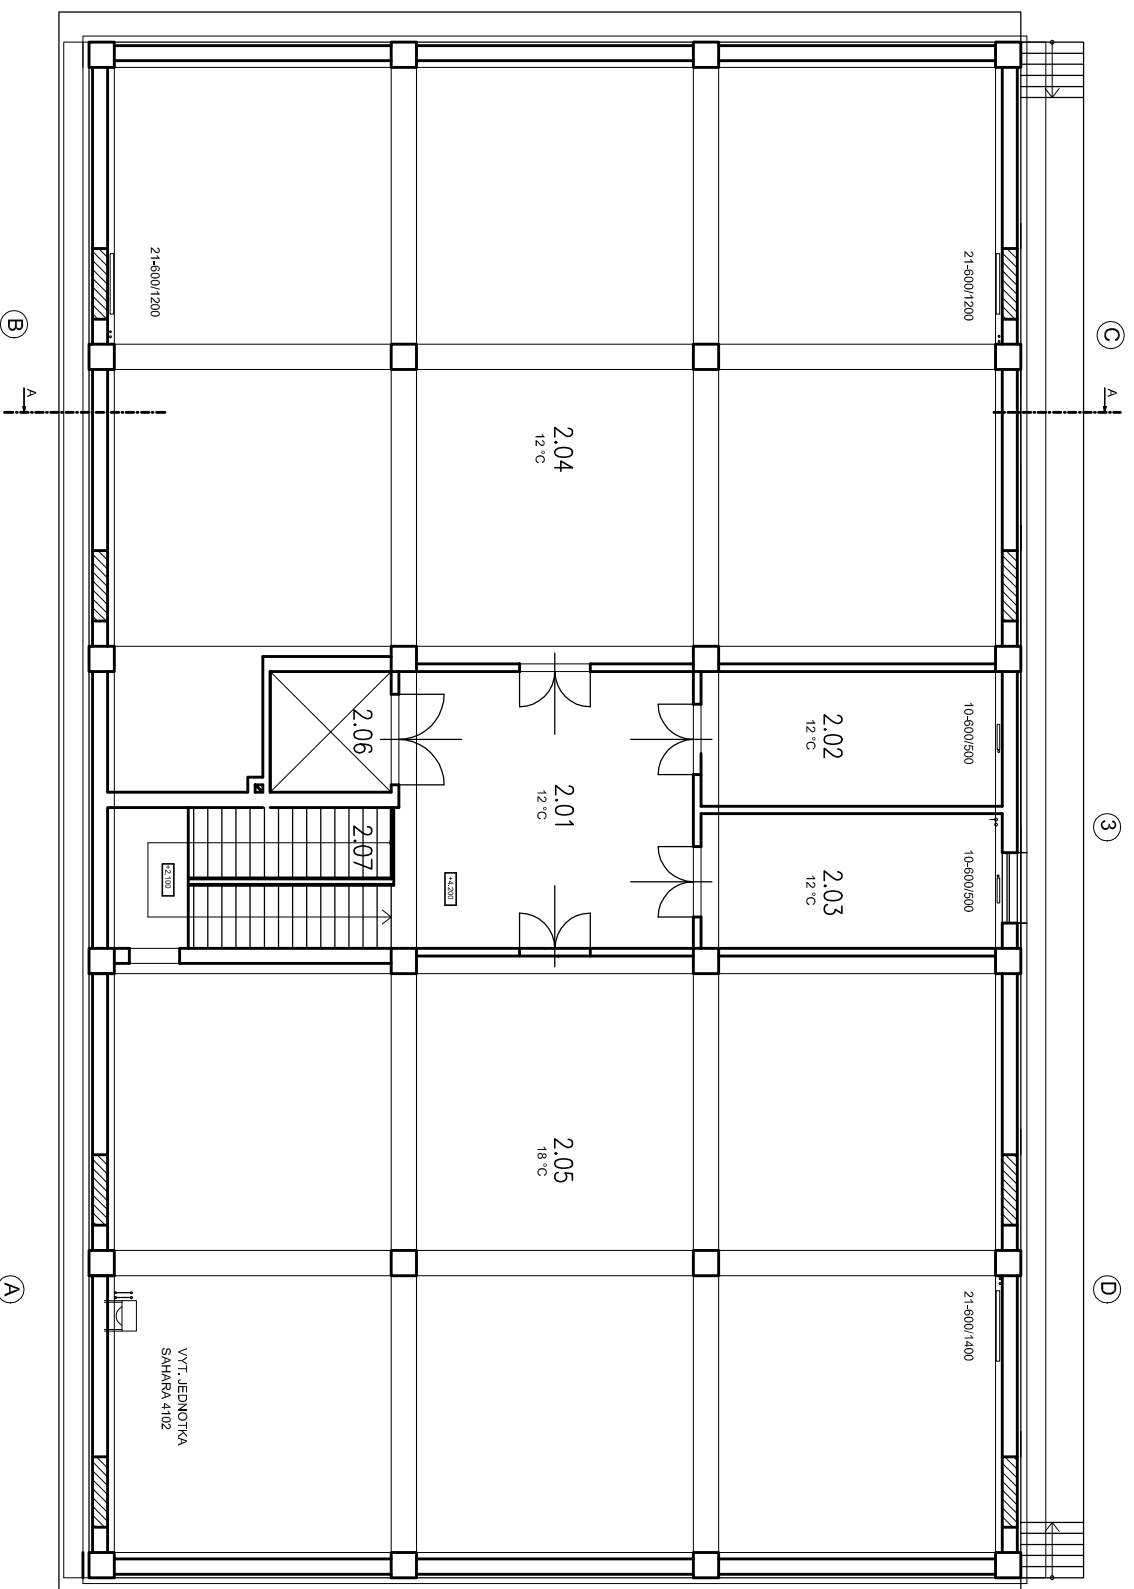 21-600/1200
21-600/1200
B
C
A
A
2.04
12 °C
2.06
2.02
12 °C
10-600/500
2.01
12 °C
2.07
+2.100
+4.200
2.03
12 °C
10-600/500
3
2.05
18 °C
A
D
21-600/1400
VYT. JEDNOTKA
SAHARA 4102